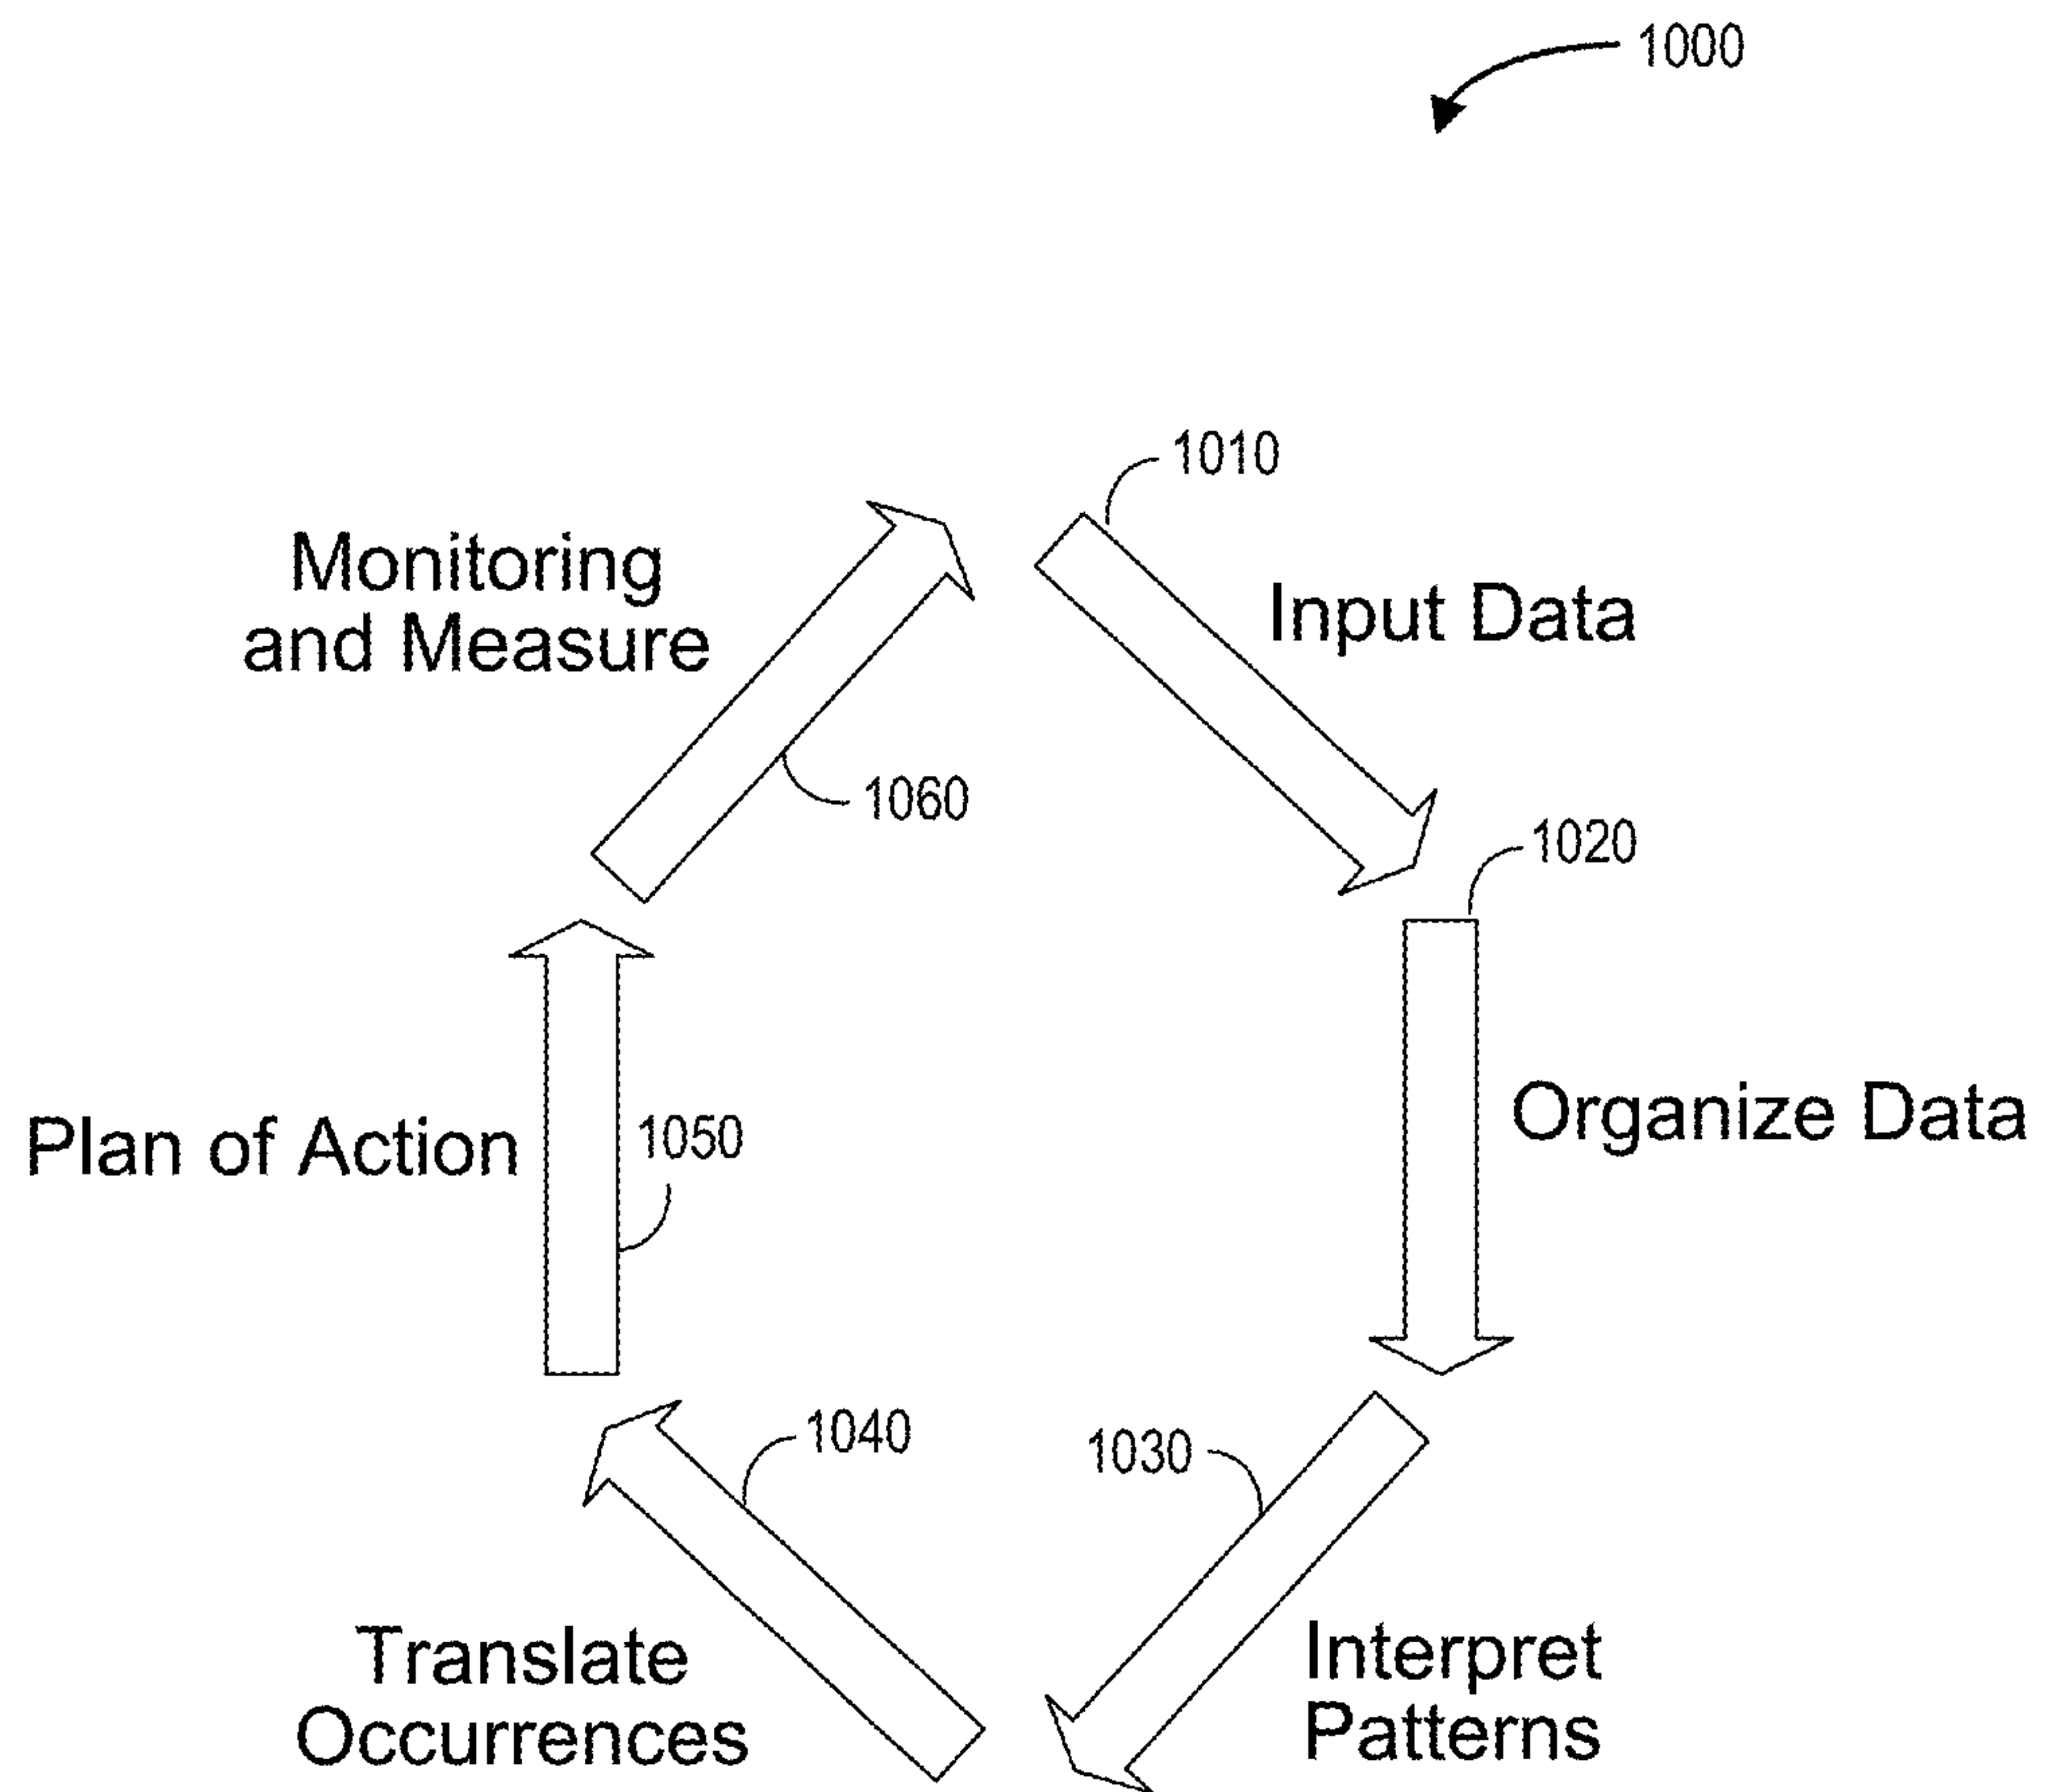 1000
1010
Monitoring
and Measure
Input Data
1060
1020
Organize Data
Plan of Action
1050
1040
1030
Translate
Occurrences
Interpret
Patterns